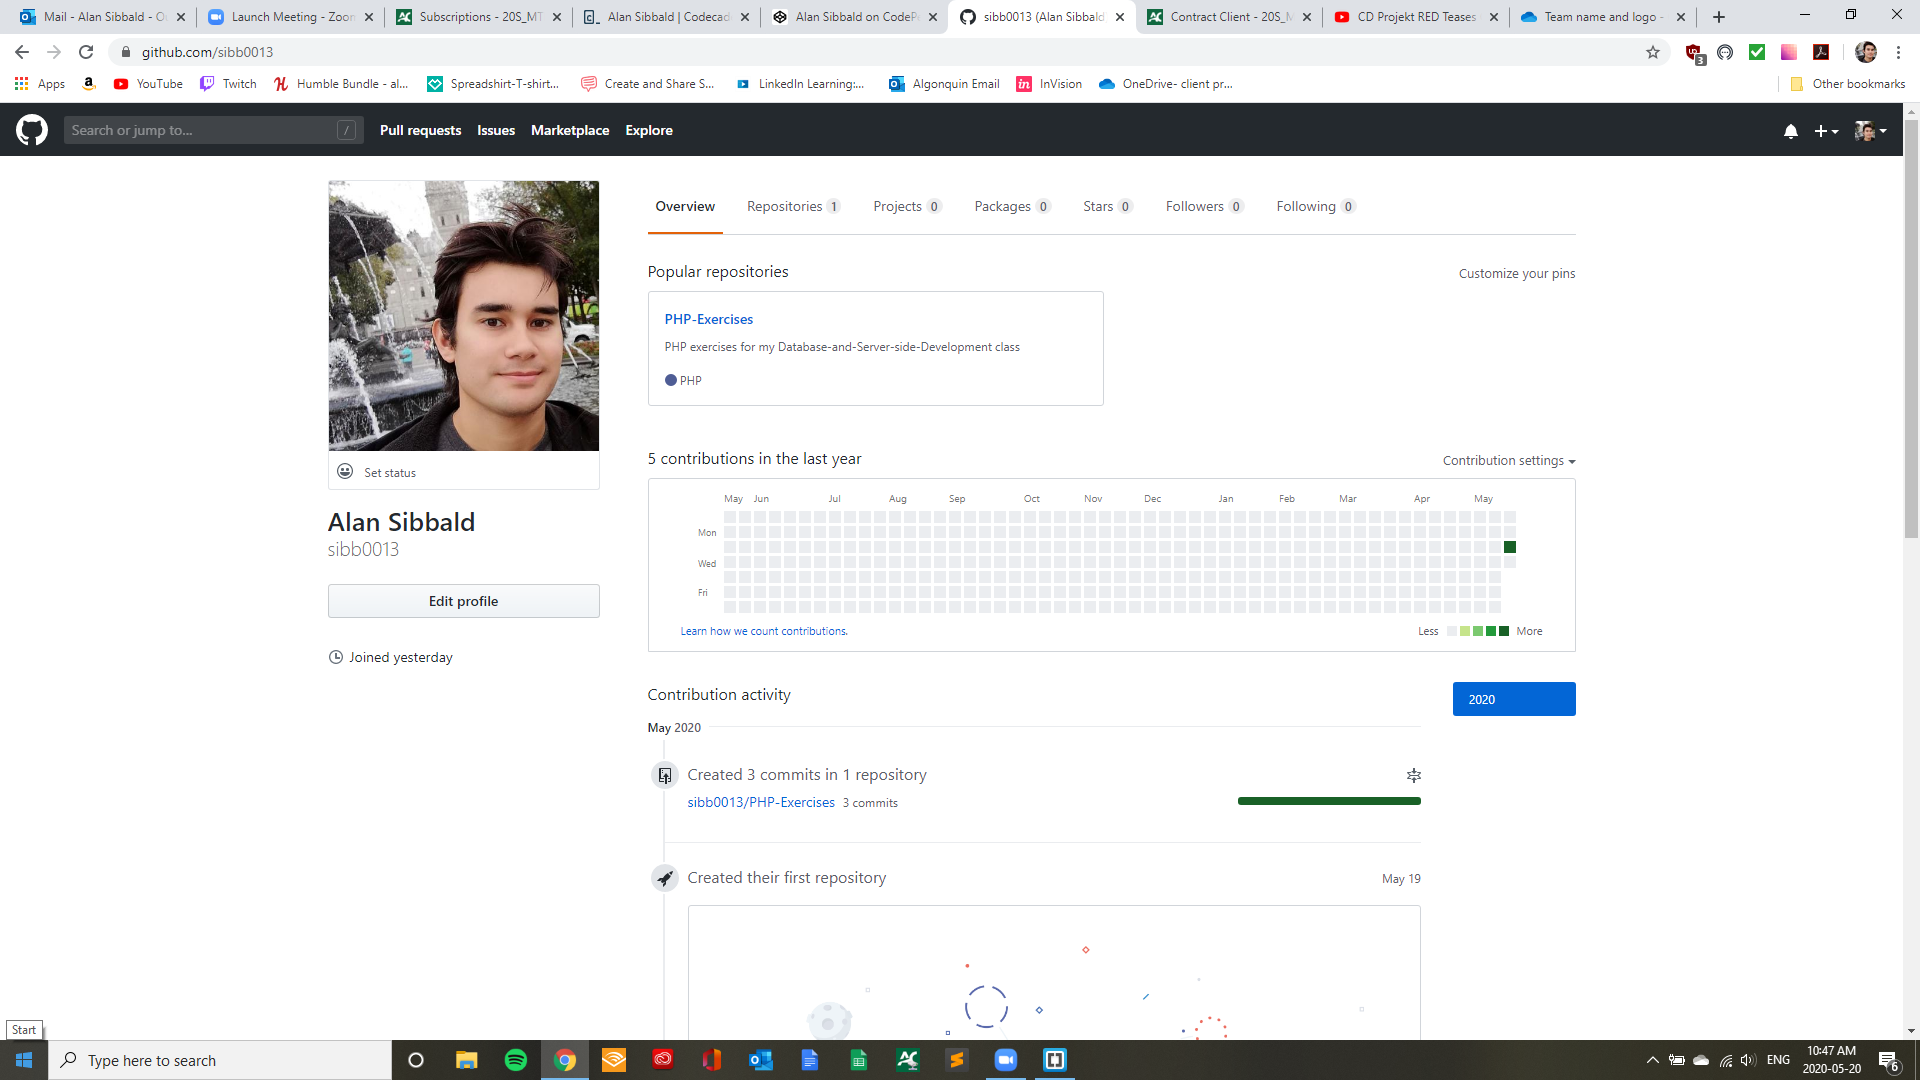 Mail - Alan Sibbald - Ou
Launch Meeting - Zoom
Subscriptions - 20S_MT
Alan Sibbald | Codecad
Alan Sibbald on CodePe
sibb0013 (Alan Sibbald)
Contract Client - 20S_M
CD Projekt RED Teases
Team name and logo -
github.com/sibb0013
3
Apps
YouTube
Twitch
Humble Bundle - al...
Spreadshirt-T-shirt...
Create and Share S...
LinkedIn Learning:...
Algonquin Email
InVision
OneDrive- client pr...
Other bookmarks
Search or jump to... /
Pull requests Issues Marketplace Explore
Overview Repositories 1 Projects 0 Packages 0 Stars 0 Followers 0 Following 0
Popular repositories
Customize your pins
PHP-Exercises
PHP exercises for my Database-and-Server-side-Development class
PHP
Set status
Alan Sibbald
sibb0013
Edit profile
Joined yesterday
5 contributions in the last year
Contribution settings
May Jun Jul Aug Sep Oct Nov Dec Jan Feb Mar Apr May
Mon
Wed
Fri
Learn how we count contributions.
Less More
Contribution activity
2020
May 2020
Created 3 commits in 1 repository
sibb0013/PHP-Exercises 3 commits
Created their first repository
May 19
Start
Type here to search
ENG
10:47 AM
2020-05-20
6